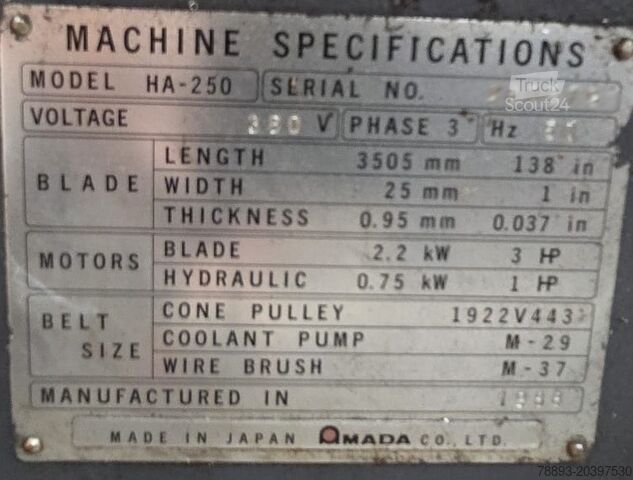 MACHINE SPECIFICATIONS
MODEL HA-250 SERIAL NO.
Truck
Scout24
VOLTAGE 380 V PHASE 3 Hz
BLADE
LENGTH 3505 mm 138 in
WIDTH 25 mm 1 in
THICKNESS 0.95 mm 0.037 in
MOTORS
BLADE 2.2 kW 3 HP
HYDRAULIC 0.75 kW 1 HP
BELT SIZE
CONE PULLEY 1922V443
COOLANT PUMP M-29
WIRE BRUSH M-37
MANUFACTURED IN
MADE IN JAPAN AMADA CO., LTD.
78893-20397530